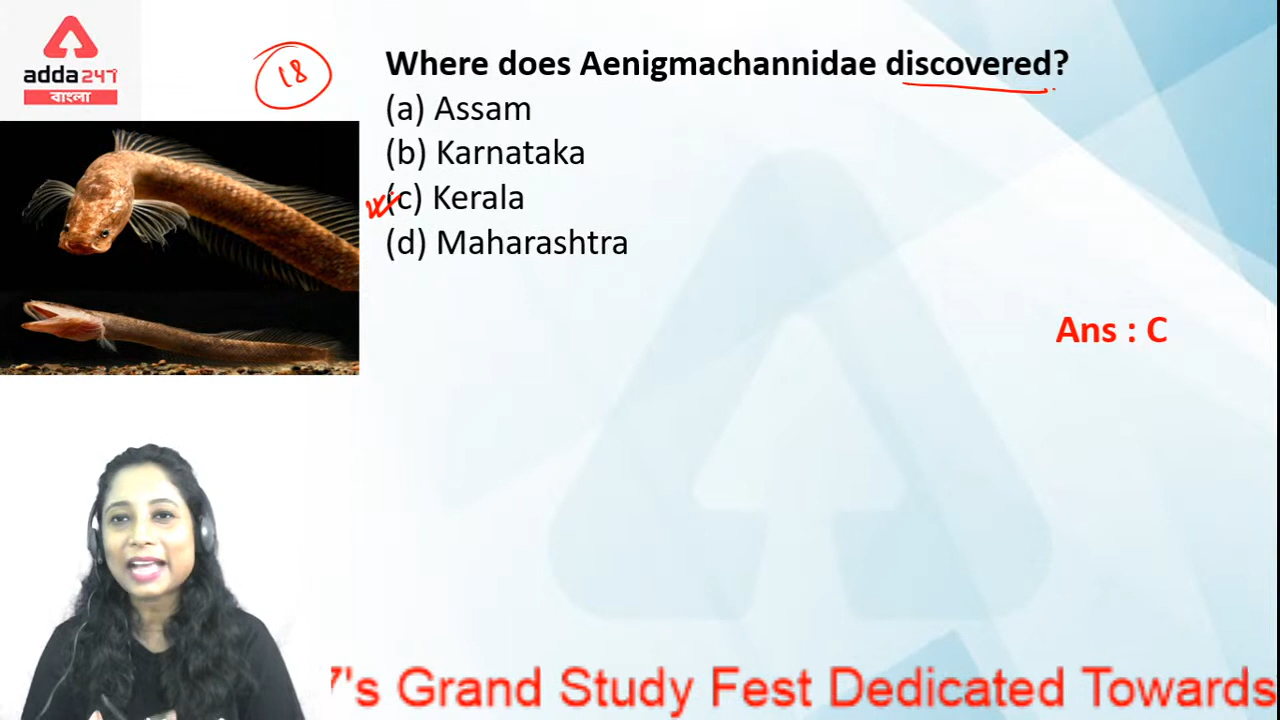 adda247
বাংলা
18
Where does Aenigmachannidae discovered?
(a) Assam
(b) Karnataka
(c) Kerala
(d) Maharashtra
Ans : C
7's Grand Study Fest Dedicated Towards